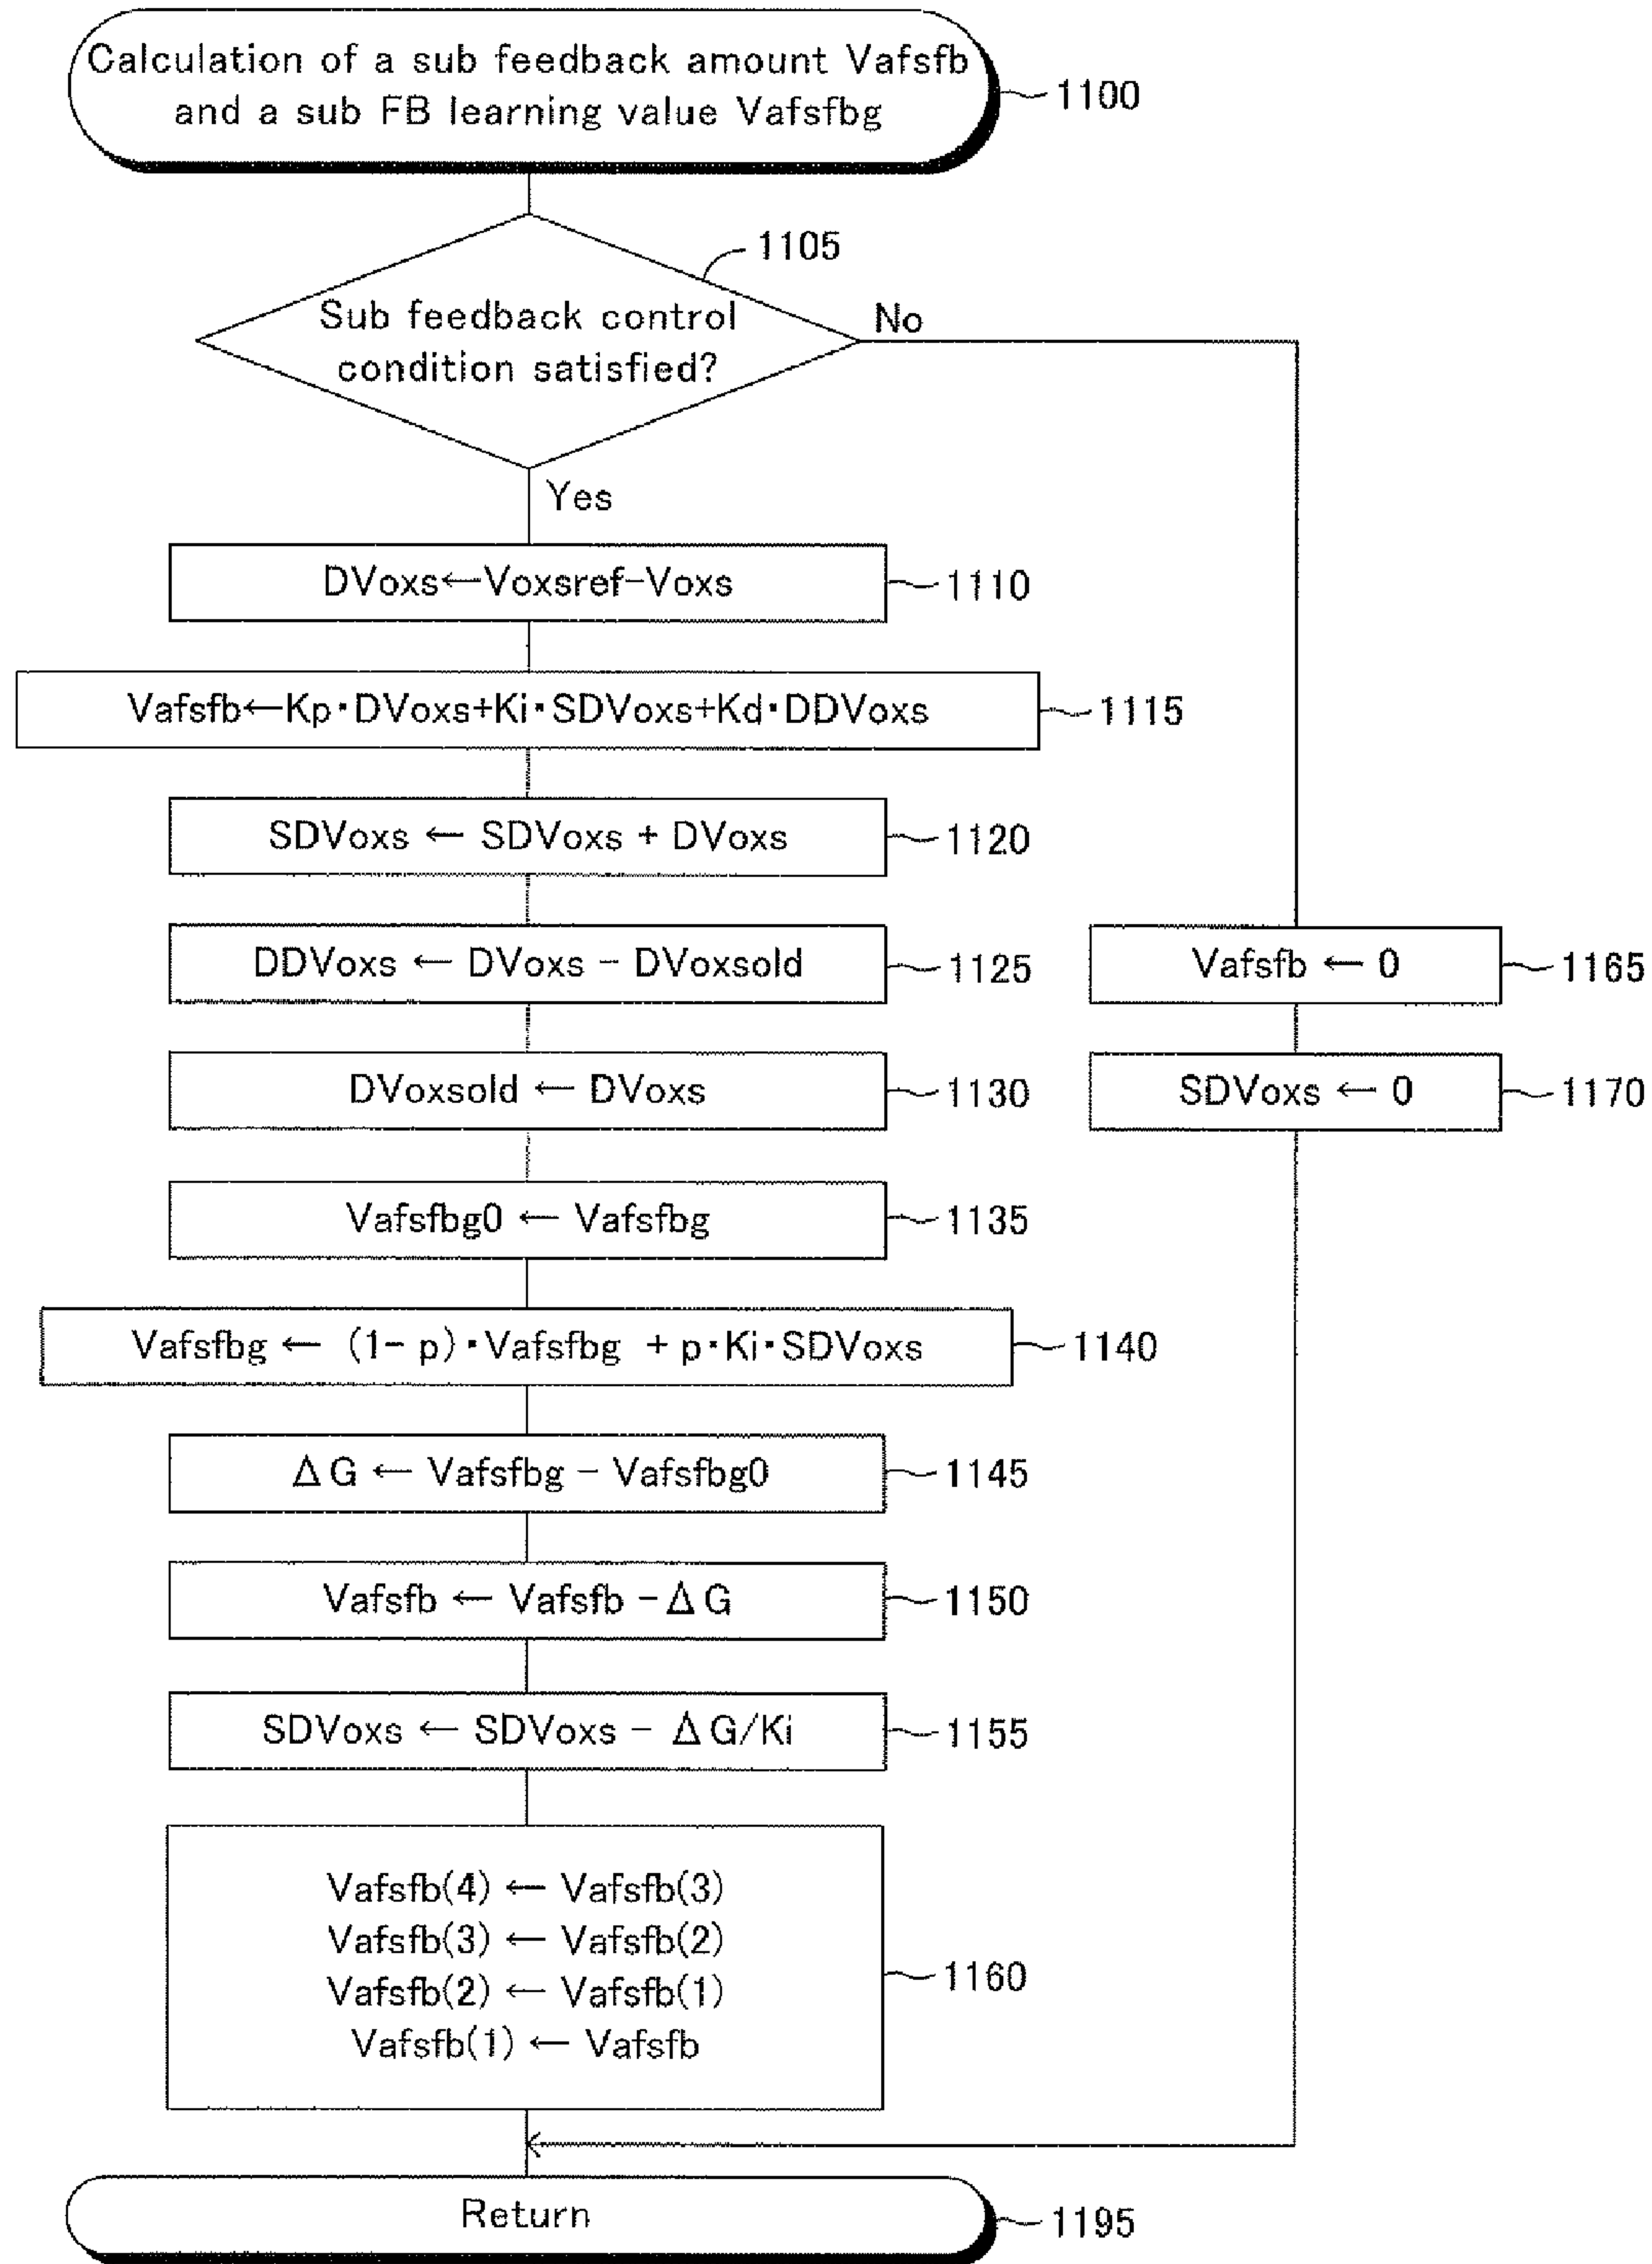 Calculation of a sub feedback amount Vafsfb
and a sub FB learning value Vafsfbg
1100
1105
Sub feedback control
condition satisfied?
No
Yes
DVoxs←Voxsref-Voxs
1110
Vafsfb←Kp·DVoxs+Ki·SDVoxs+Kd·DDVoxs
1115
SDVoxs ← SDVoxs + DVoxs
1120
DDVoxs ← DVoxs - DVoxsold
1125
Vafsfb ← 0
1165
DVoxsold ← DVoxs
1130
SDVoxs ← 0
1170
Vafsfbg0 ← Vafsfbg
1135
Vafsfbg ← (1- p)·Vafsfbg + p·Ki·SDVoxs
1140
ΔG ← Vafsfbg - Vafsfbg0
1145
Vafsfb ← Vafsfb -ΔG
1150
SDVoxs ← SDVoxs - ΔG/Ki
1155
Vafsfb(4) ← Vafsfb(3)
Vafsfb(3) ← Vafsfb(2)
Vafsfb(2) ← Vafsfb(1)
Vafsfb(1) ← Vafsfb
1160
Return
1195